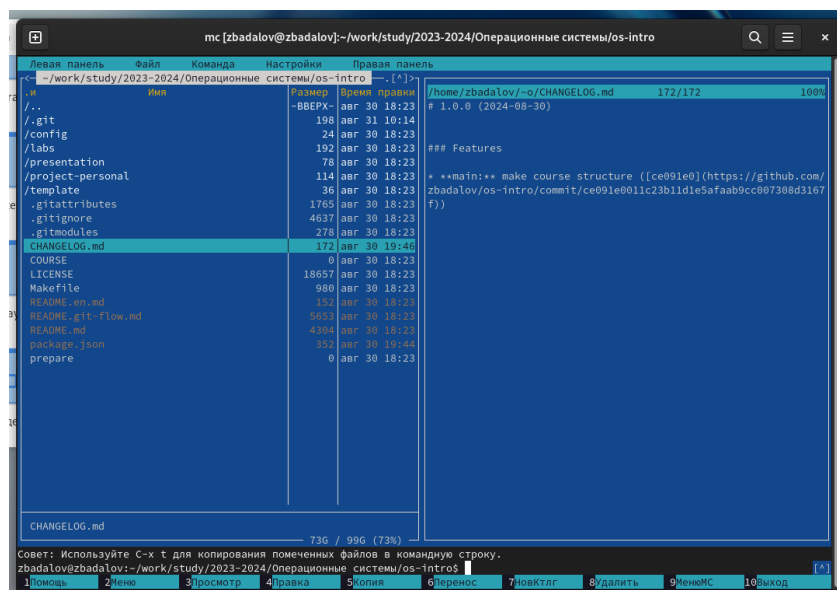 mc [zbadalov@zbadalov]:~/work/study/2023-2024/Операционные системы/os-intro
Левая панель Файл Команда Настройки Правая панель
<─ ~/work/study/2023-2024/Операционные системы/os-intro ─.[^]>
.и Имя Размер Время правки
/.. -ВВЕРХ- авг 30 18:23
/.git 198 авг 31 10:14
/config 24 авг 30 18:23
/labs 192 авг 30 18:23
/presentation 78 авг 30 18:23
/project-personal 114 авг 30 18:23
/template 36 авг 30 18:23
.gitattributes 1765 авг 30 18:23
.gitignore 4637 авг 30 18:23
.gitmodules 278 авг 30 18:23
CHANGELOG.md 172 авг 30 19:46
COURSE 0 авг 30 18:23
LICENSE 18657 авг 30 18:23
Makefile 980 авг 30 18:23
README.en.md 152 авг 30 18:23
README.git-flow.md 5653 авг 30 18:23
README.md 4304 авг 30 18:23
package.json 352 авг 30 19:44
prepare 0 авг 30 18:23
CHANGELOG.md
73G / 99G (73%)
/home/zbadalov/~o/CHANGELOG.md 172/172 100%
# 1.0.0 (2024-08-30)
### Features
* **main:** make course structure ([ce091e0](https://github.com/
zbadalov/os-intro/commit/ce091e0011c23b11d1e5afaab9cc007308d3167
f))
Совет: Используйте C-x t для копирования помеченных файлов в командную строку.
zbadalov@zbadalov:~/work/study/2023-2024/Операционные системы/os-intro$ [^]
1Помощь 2Меню 3Просмотр 4Правка 5Копия 6Перенос 7НовКтлг 8Удалить 9МенюMC 10Выход